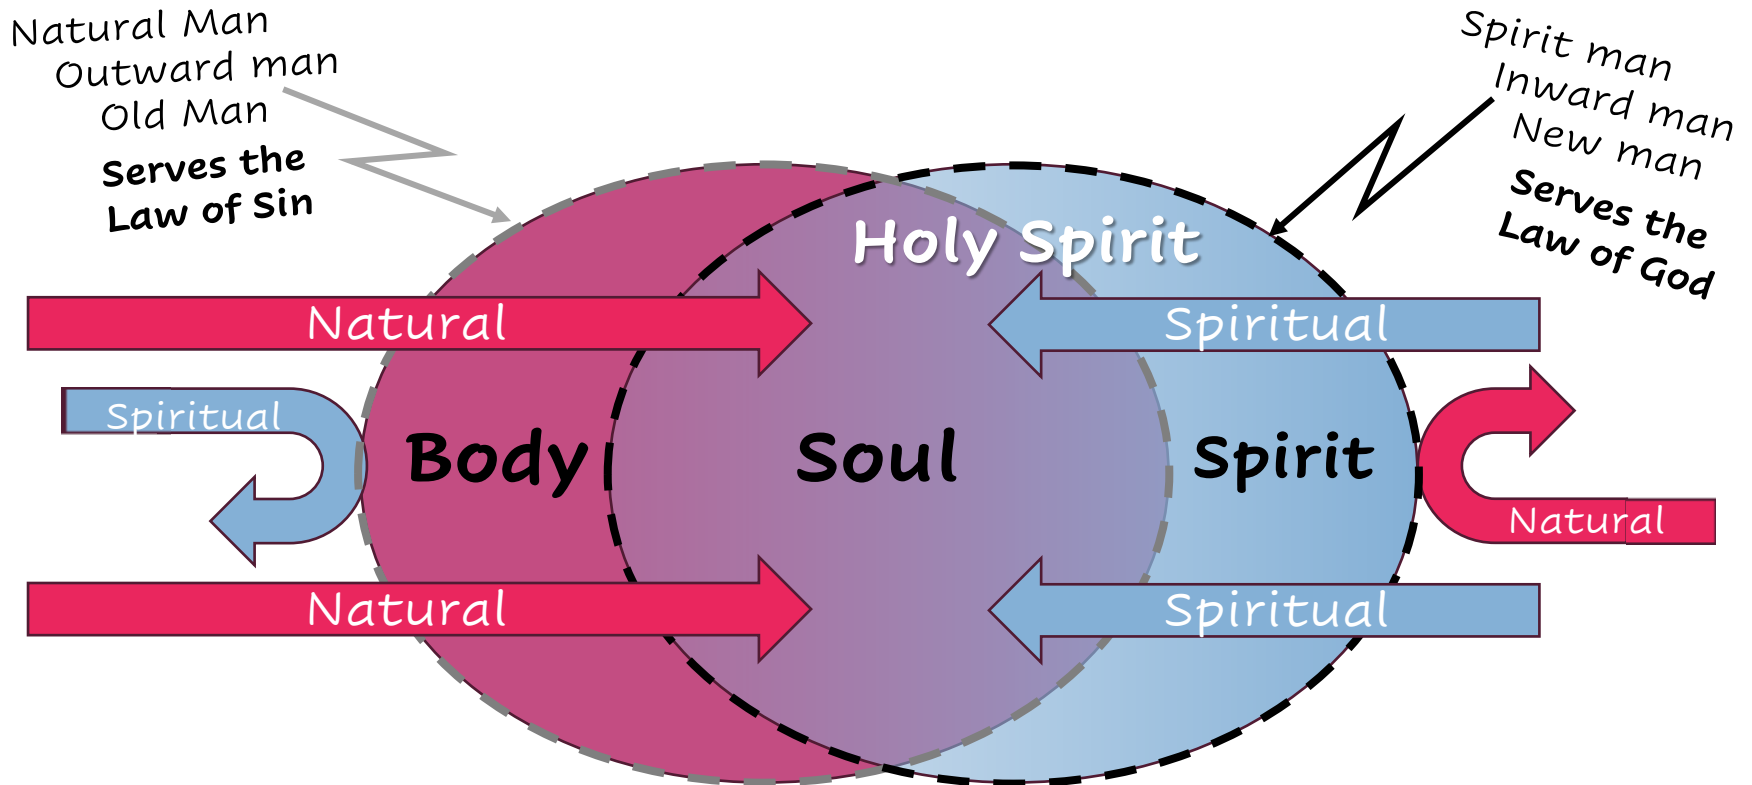 Natural Man
Outward man
Old Man
Serves the
Law of Sin
Spirit man
Inward man
New man
Serves the
Law of God
Holy Spirit
Natural
Spiritual
Spiritual
Body
Soul
Spirit
Natural
Natural
Spiritual